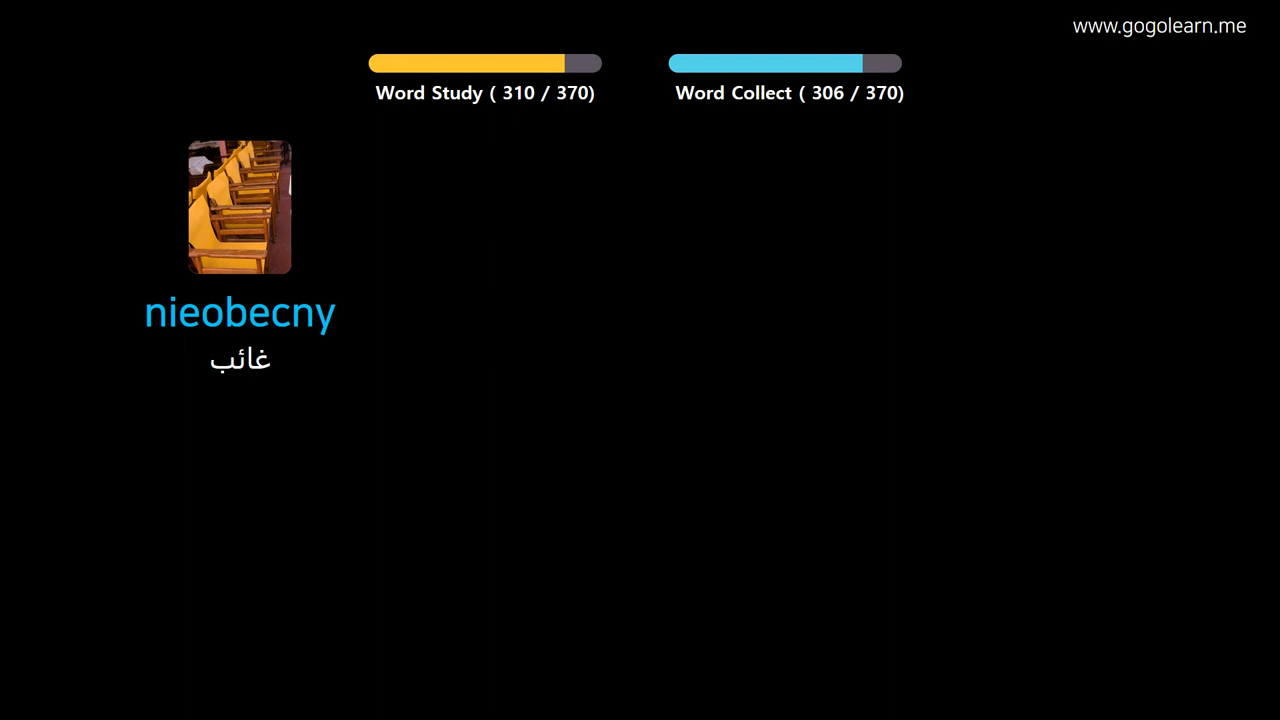 www.gogolearn.me
Word Study ( 310 / 370)
Word Collect ( 306 / 370)
nieobecny
غائب